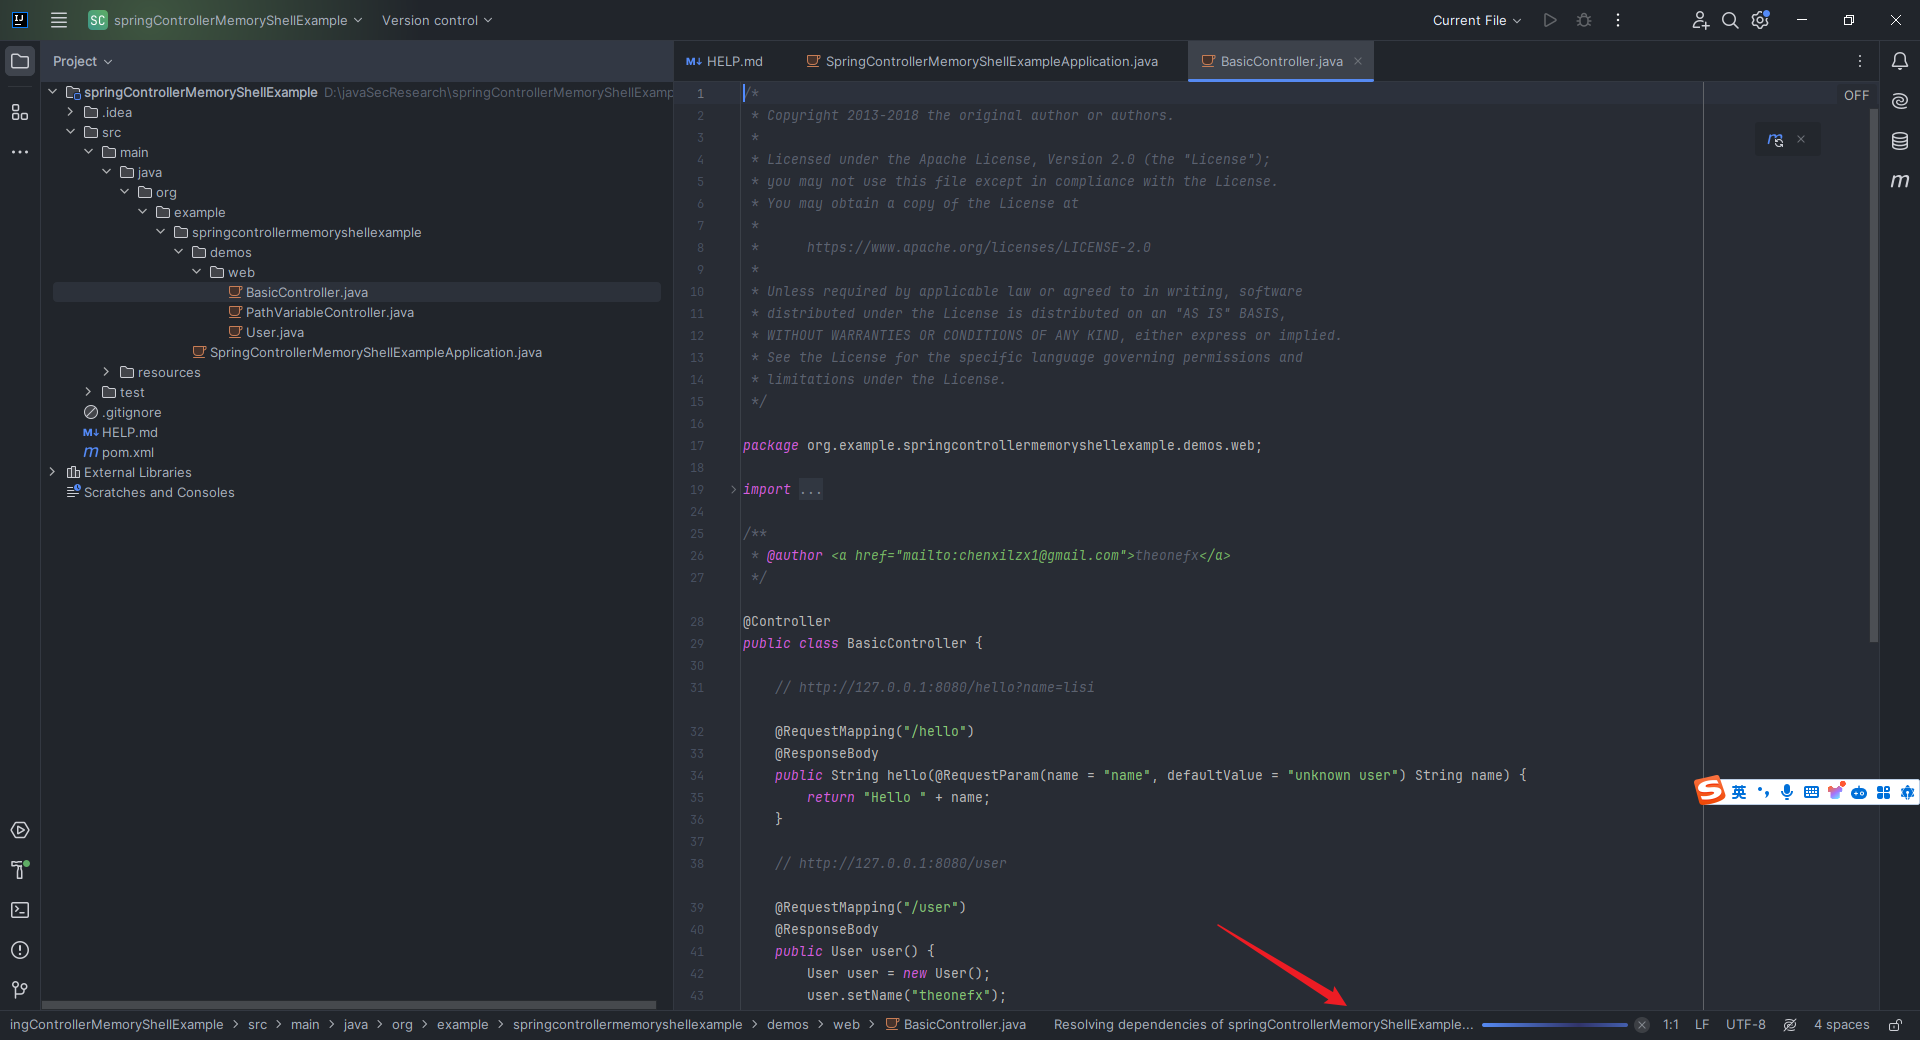 SC springControllerMemoryShellExample Version control Current File
Project
springControllerMemoryShellExample D:\javaSecResearch\springControllerMemoryShellExamp
.idea
src
main
java
org
example
springcontrollermemoryshellexample
demos
web
BasicController.java
PathVariableController.java
User.java
SpringControllerMemoryShellExampleApplication.java
resources
test
.gitignore
M↓ HELP.md
m pom.xml
External Libraries
Scratches and Consoles
M↓ HELP.md SpringControllerMemoryShellExampleApplication.java BasicController.java
OFF
1 /*
2 * Copyright 2013-2018 the original author or authors.
3 *
4 * Licensed under the Apache License, Version 2.0 (the "License");
5 * you may not use this file except in compliance with the License.
6 * You may obtain a copy of the License at
7 *
8 * https://www.apache.org/licenses/LICENSE-2.0
9 *
10 * Unless required by applicable law or agreed to in writing, software
11 * distributed under the License is distributed on an "AS IS" BASIS,
12 * WITHOUT WARRANTIES OR CONDITIONS OF ANY KIND, either express or implied.
13 * See the License for the specific language governing permissions and
14 * limitations under the License.
15 */
16
17 package org.example.springcontrollermemoryshellexample.demos.web;
18
19 import ...
24
25 /**
26 * @author <a href="mailto:chenxilzx1@gmail.com">theonefx</a>
27 */
28 @Controller
29 public class BasicController {
30
31 // http://127.0.0.1:8080/hello?name=lisi
32 @RequestMapping("/hello")
33 @ResponseBody
34 public String hello(@RequestParam(name = "name", defaultValue = "unknown user") String name) {
35 return "Hello " + name;
36 }
37
38 // http://127.0.0.1:8080/user
39 @RequestMapping("/user")
40 @ResponseBody
41 public User user() {
42 User user = new User();
43 user.setName("theonefx");
英
ingControllerMemoryShellExample > src > main > java > org > example > springcontrollermemoryshellexample > demos > web > BasicController.java Resolving dependencies of springControllerMemoryShellExample... 1:1 LF UTF-8 4 spaces